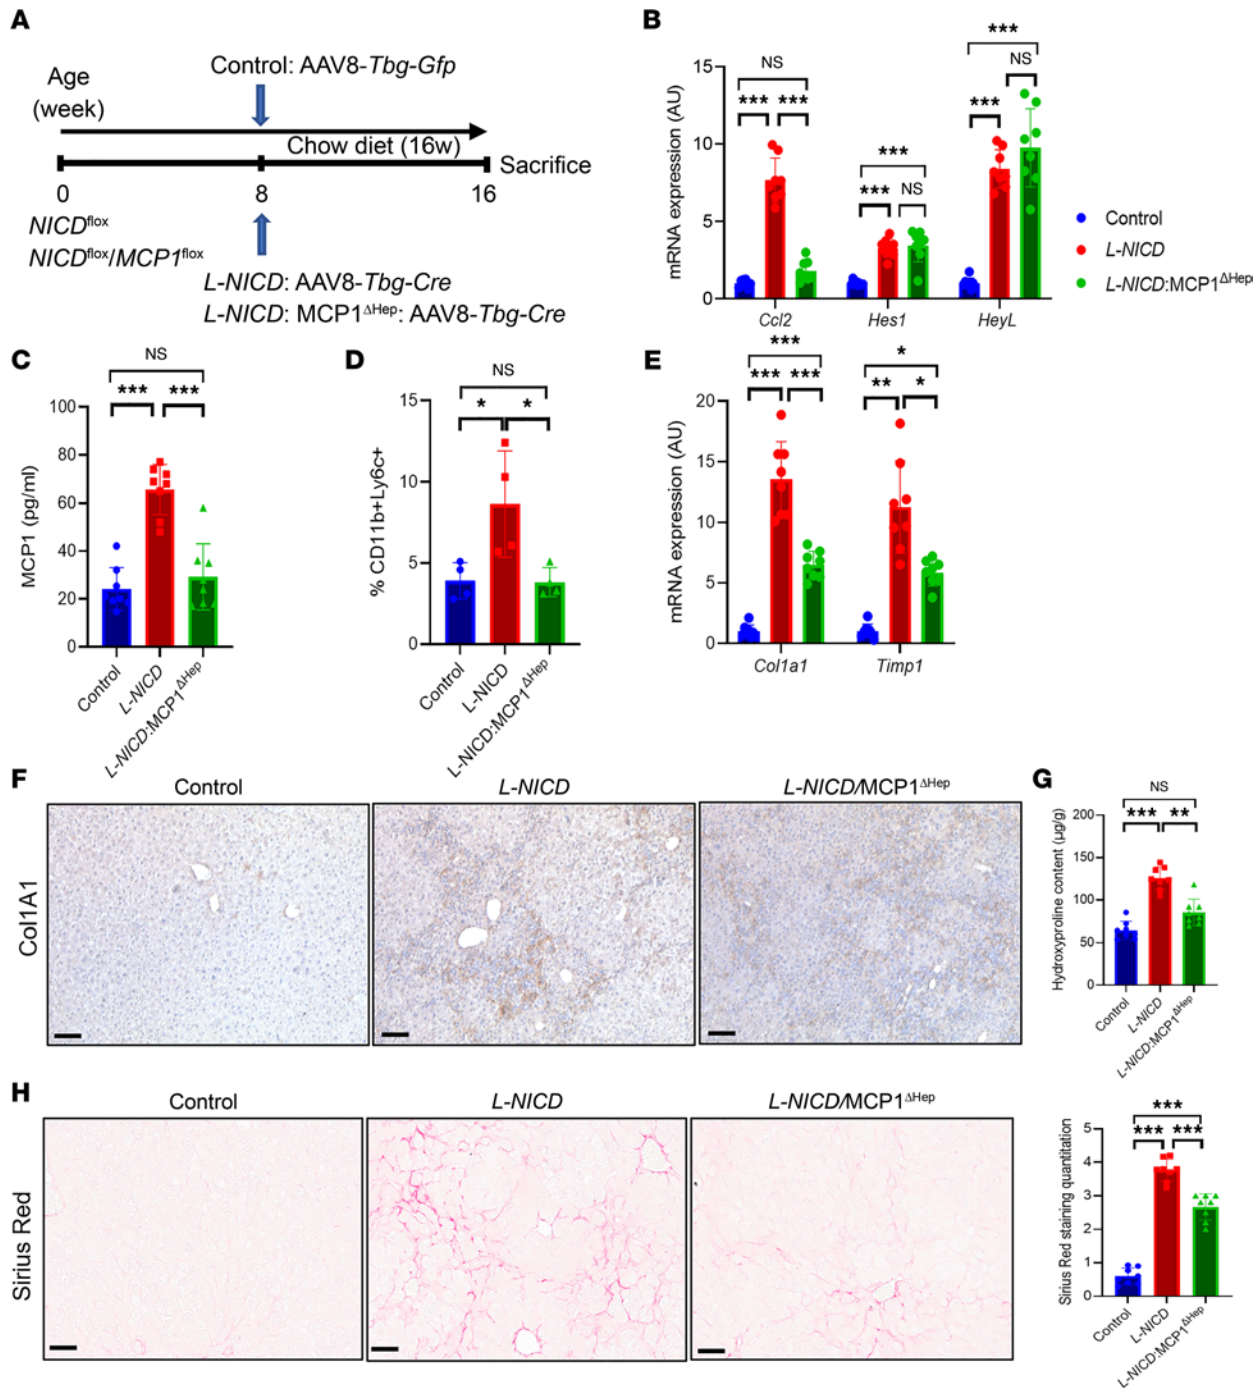 A
Control: AAV8-Tbg-Gfp
Age
(week)
Chow diet (16w)
Sacrifice
0
8
16
NICDflox
NICDflox/MCP1flox
L-NICD: AAV8-Tbg-Cre
L-NICD: MCP1ΔHep: AAV8-Tbg-Cre
B
***
NS
NS
***
***
***
***
***
NS
mRNA expression (AU)
15
10
5
0
Ccl2
Hes1
HeyL
Control
L-NICD
L-NICD:MCP1ΔHep
C
NS
***
***
MCP1 (pg/ml)
100
80
60
40
20
0
Control
L-NICD
L-NICD:MCP1ΔHep
D
NS
*
*
% CD11b+Ly6c+
15
10
5
0
Control
L-NICD
L-NICD:MCP1ΔHep
E
***
***
***
*
**
*
mRNA expression (AU)
20
15
10
5
0
Col1a1
Timp1
F
Control
L-NICD
L-NICD/MCP1ΔHep
Col1A1
G
NS
***
**
Hydroxyproline content (µg/g)
200
150
100
50
0
Control
L-NICD
L-NICD:MCP1ΔHep
H
Control
L-NICD
L-NICD/MCP1ΔHep
Sirius Red
***
***
***
Sirius Red staining quantitation
5
4
3
2
1
0
Control
L-NICD
L-NICD:MCP1ΔHep